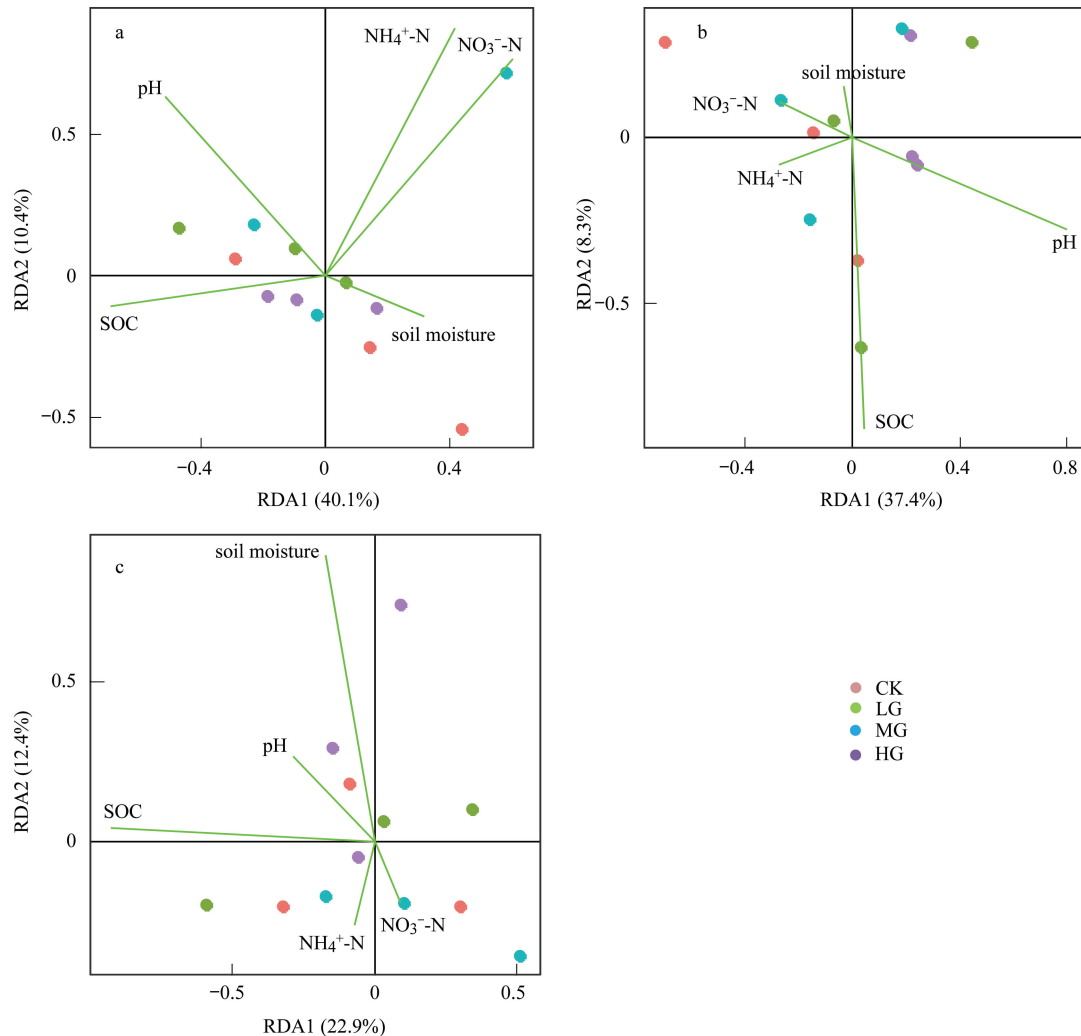 a
NH₄⁺-N
NO₃⁻-N
pH
0.5
0
SOC
soil moisture
−0.5
−0.4
0
0.4
RDA1 (40.1%)
RDA2 (10.4%)
b
soil moisture
NO₃⁻-N
0
NH₄⁺-N
pH
−0.5
SOC
−0.4
0
0.4
0.8
RDA1 (37.4%)
RDA2 (8.3%)
soil moisture
c
0.5
pH
SOC
0
NH₄⁺-N
NO₃⁻-N
−0.5
0
0.5
RDA1 (22.9%)
RDA2 (12.4%)
CK
LG
MG
HG